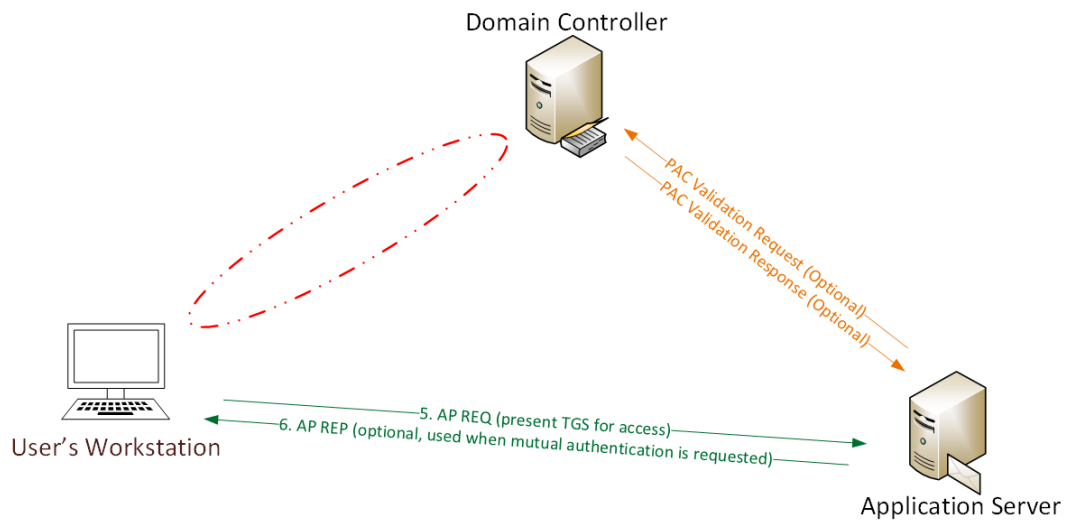 Domain Controller
PAC Validation Request (Optional)
PAC Validation Response (Optional)
5. AP REQ (present TGS for access)
6. AP REP (optional, used when mutual authentication is requested)
User's Workstation
Application Server